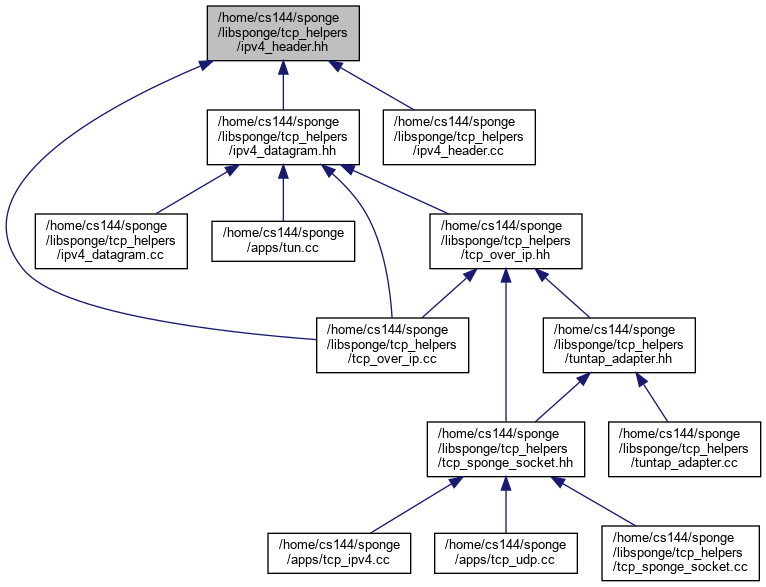 /home/cs144/sponge
/libsponge/tcp_helpers
/ipv4_header.hh
/home/cs144/sponge
/libsponge/tcp_helpers
/ipv4_datagram.hh
/home/cs144/sponge
/libsponge/tcp_helpers
/ipv4_header.cc
/home/cs144/sponge
/libsponge/tcp_helpers
/ipv4_datagram.cc
/home/cs144/sponge
/apps/tun.cc
/home/cs144/sponge
/libsponge/tcp_helpers
/tcp_over_ip.hh
/home/cs144/sponge
/libsponge/tcp_helpers
/tcp_over_ip.cc
/home/cs144/sponge
/libsponge/tcp_helpers
/tuntap_adapter.hh
/home/cs144/sponge
/libsponge/tcp_helpers
/tcp_sponge_socket.hh
/home/cs144/sponge
/libsponge/tcp_helpers
/tuntap_adapter.cc
/home/cs144/sponge
/apps/tcp_ipv4.cc
/home/cs144/sponge
/apps/tcp_udp.cc
/home/cs144/sponge
/libsponge/tcp_helpers
/tcp_sponge_socket.cc